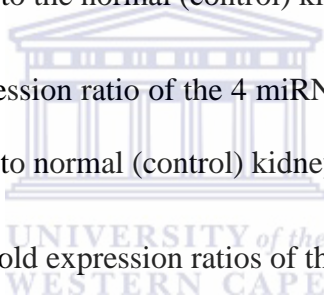 to the normal (control) kid
ession ratio of the 4 miRN
to normal (control) kidne
UNIVERSITY of the
old expression ratios of th
WESTERN CAPE